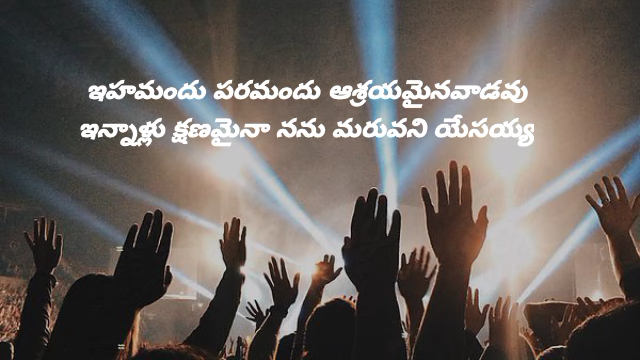 ఇహమందు పరమందు ఆశ్రయమైనవాడవు
ఇన్నాళ్లు క్షణమైనా నను మరువని యేసయ్య